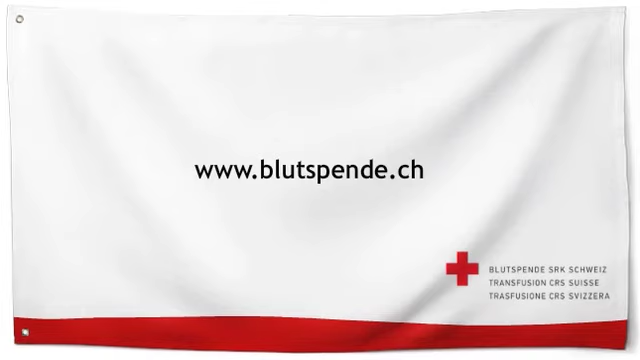 www.blutspende.ch
BLUTSPENDE SRK SCHWEIZ
TRANSFUSION CRS SUISSE
TRASFUSIONE CRS SVIZZERA